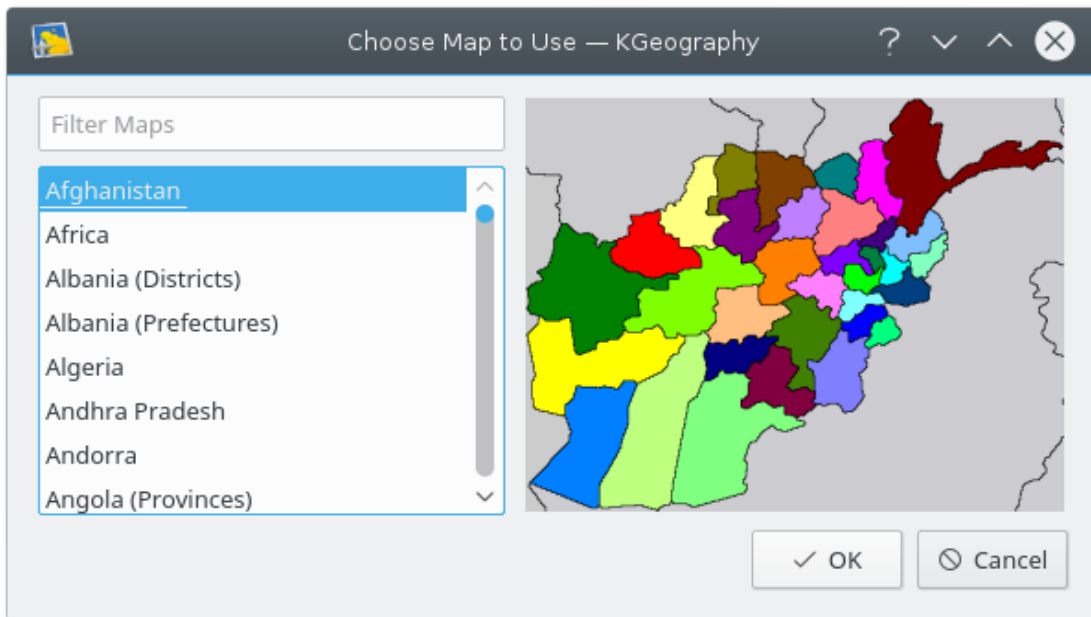 Choose Map to Use — KGeography
Filter Maps
Afghanistan
Africa
Albania (Districts)
Albania (Prefectures)
Algeria
Andhra Pradesh
Andorra
Angola (Provinces)
OK
Cancel